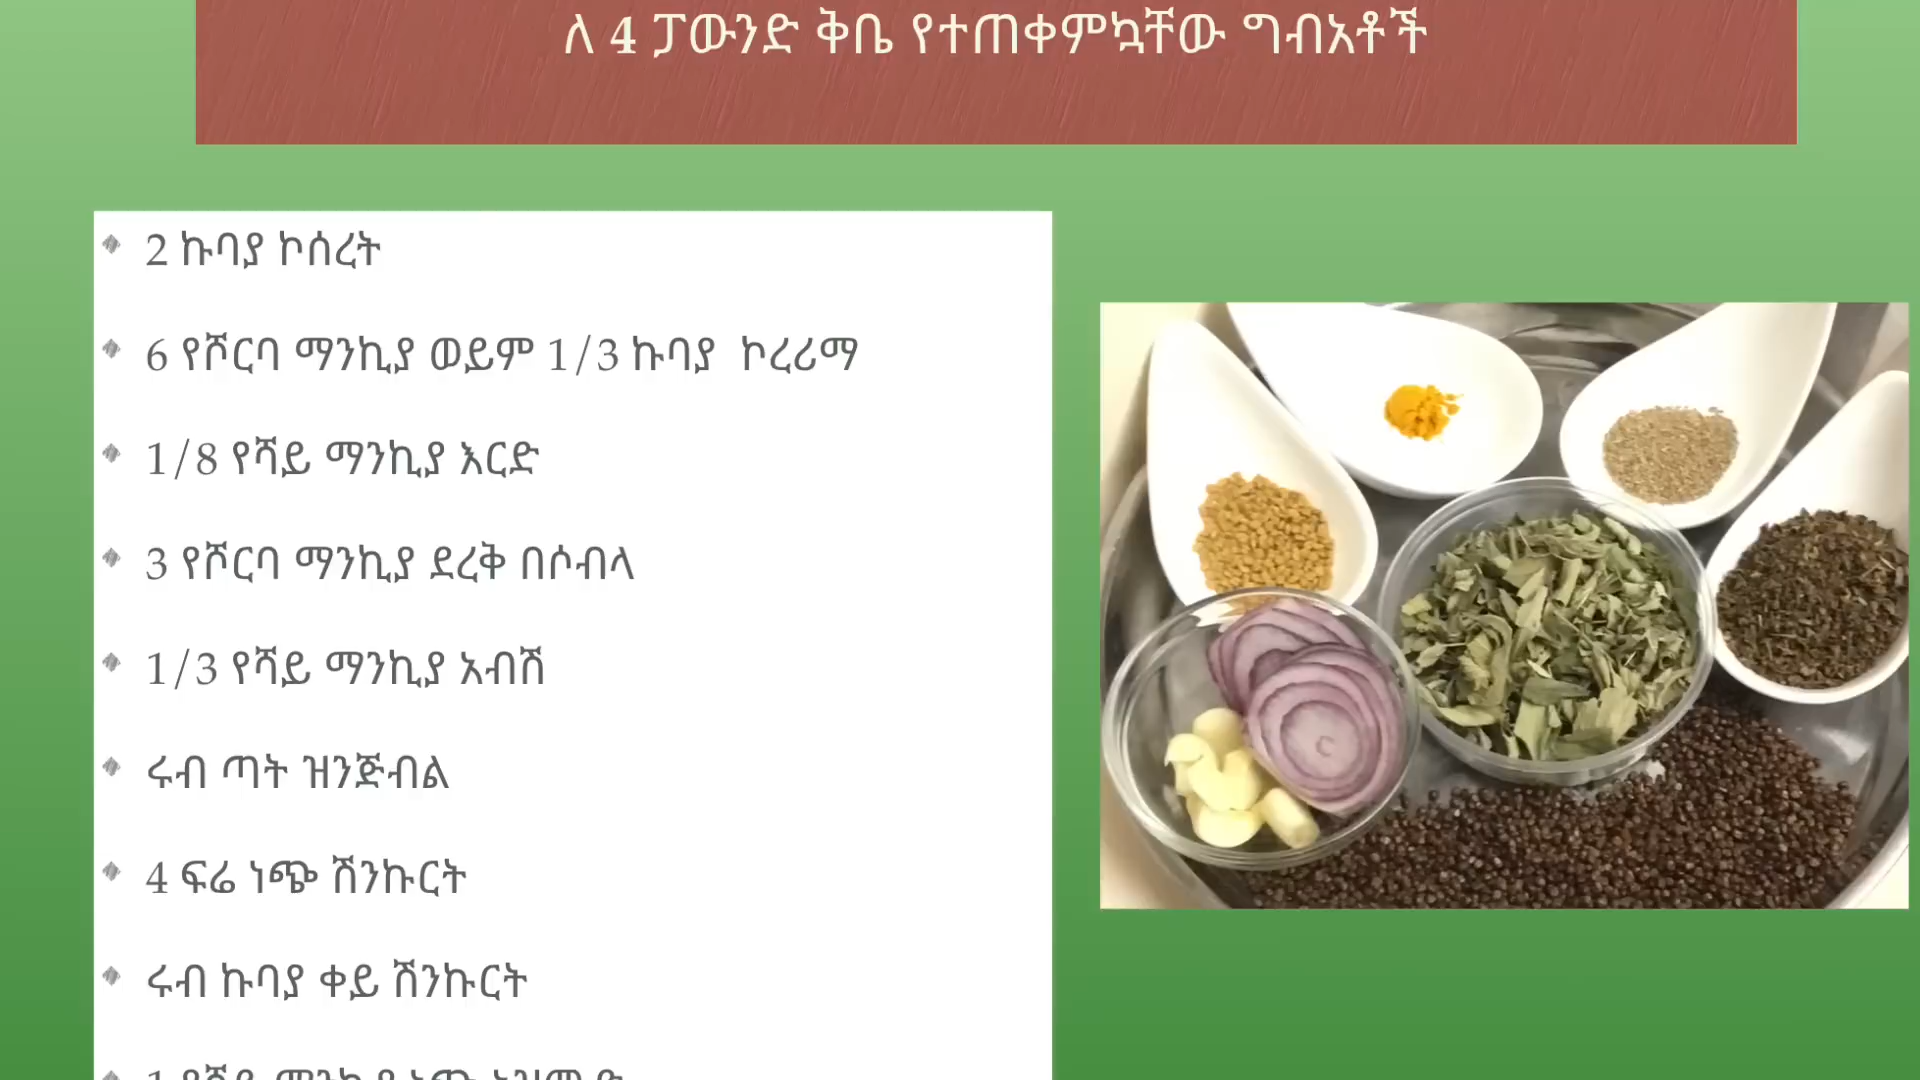 ለ 4 ፓውንድ ቅቤ የተጠቀምኳቸው ግብአቶች
2 ኩባያ ኮሰረት
6 የሾርባ ማንኪያ ወይም 1/3 ኩባያ ኮረሪማ
1/8 የሻይ ማንኪያ እርድ
3 የሾርባ ማንኪያ ደረቅ በሶብላ
1/3 የሻይ ማንኪያ አብሽ
ሩብ ጣት ዝንጅብል
4 ፍሬ ነጭ ሽንኩርት
ሩብ ኩባያ ቀይ ሽንኩርት